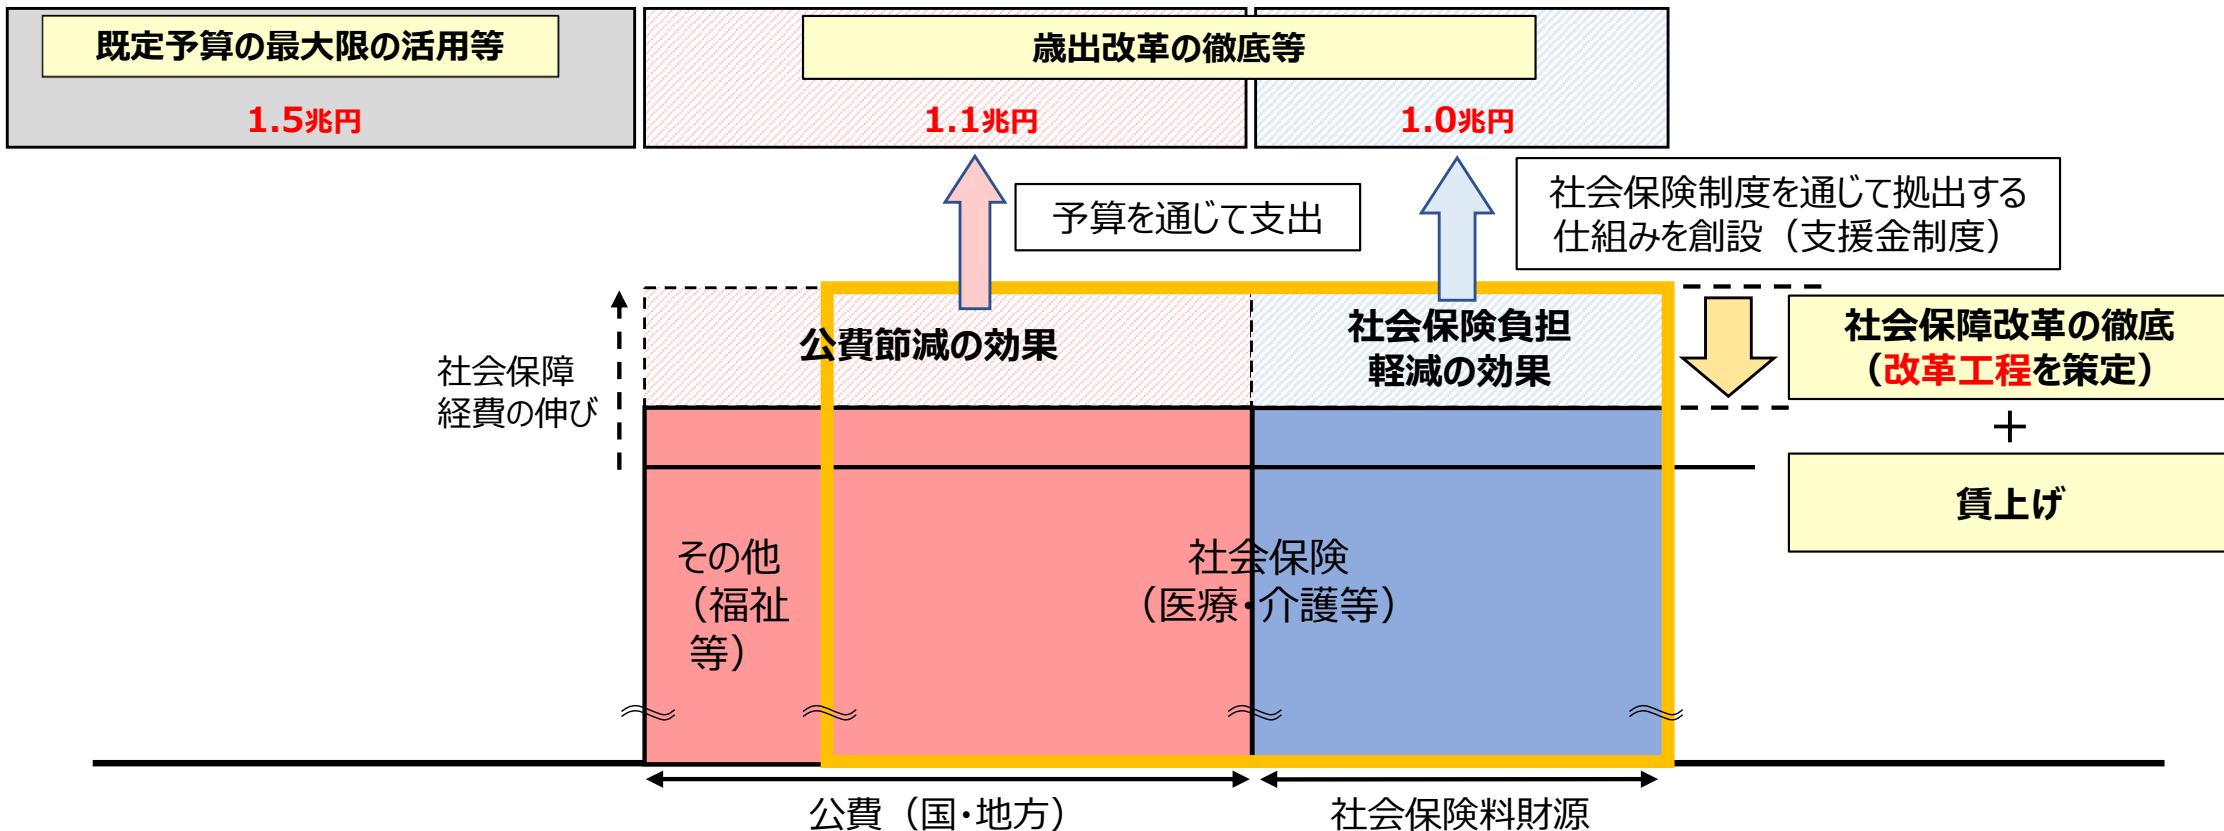 既定予算の最大限の活用等
1.5兆円
歳出改革の徹底等
1.1兆円
1.0兆円
予算を通じて支出
社会保険制度を通じて拠出する
仕組みを創設（支援金制度）
社会保障
経費の伸び
公費節減の効果
社会保険負担
軽減の効果
社会保障改革の徹底
（改革工程を策定）
＋
賃上げ
その他
（福祉
等）
社会保険
（医療・介護等）
公費（国・地方）
社会保険料財源